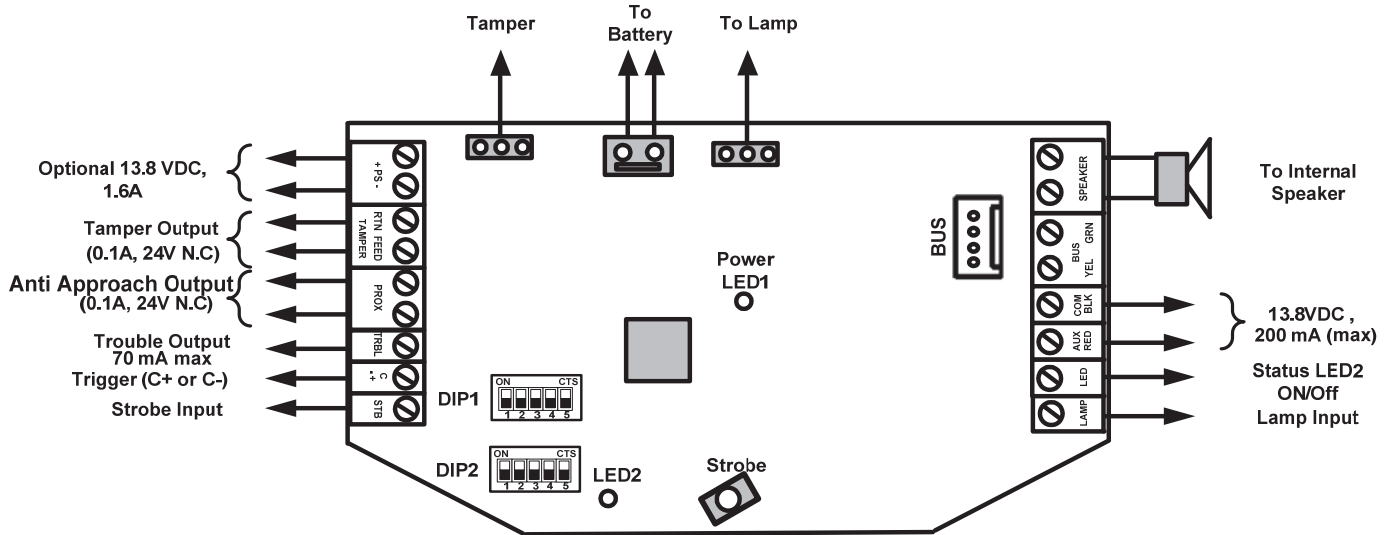 Tamper
To
Battery
To Lamp
Optional 13.8 VDC,
1.6A
+ PS -
Tamper Output
(0.1A, 24V N.C)
RTN FEED
TAMPER
Anti Approach Output
(0.1A, 24V N.C)
PROX
Trouble Output
70 mA max
TRBL
Trigger (C+ or C-)
C
-+
Strobe Input
STB
DIP1
ON CTS
1 2 3 4 5
DIP2
ON CTS
1 2 3 4 5
LED2
Strobe
Power
LED1
BUS
SPEAKER
To Internal
Speaker
BUS
YEL GRN
COM
BLK
AUX
RED
13.8VDC ,
200 mA (max)
LED
Status LED2
ON/Off
LAMP
Lamp Input